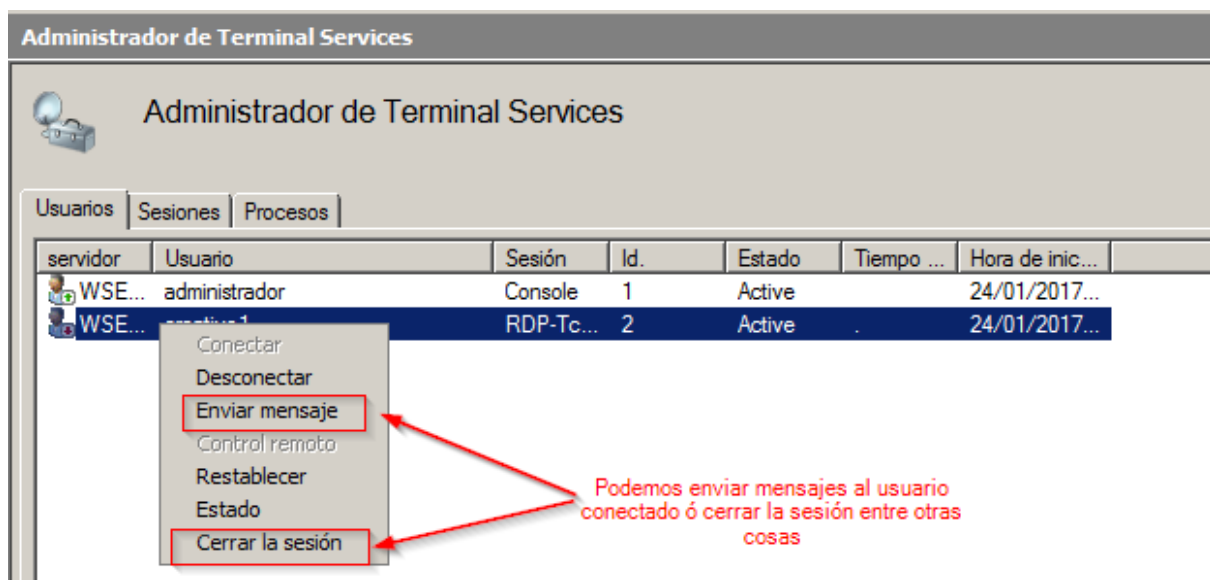 Administrador de Terminal Services
Administrador de Terminal Services
Usuarios Sesiones Procesos
servidor Usuario Sesión Id. Estado Tiempo ... Hora de inic...
WSE... administrador Console 1 Active 24/01/2017...
WSE... RDP-Tc... 2 Active . 24/01/2017...
Conectar
Desconectar
Enviar mensaje
Control remoto
Restablecer
Estado
Cerrar la sesión
Podemos enviar mensajes al usuario
conectado ó cerrar la sesión entre otras
cosas